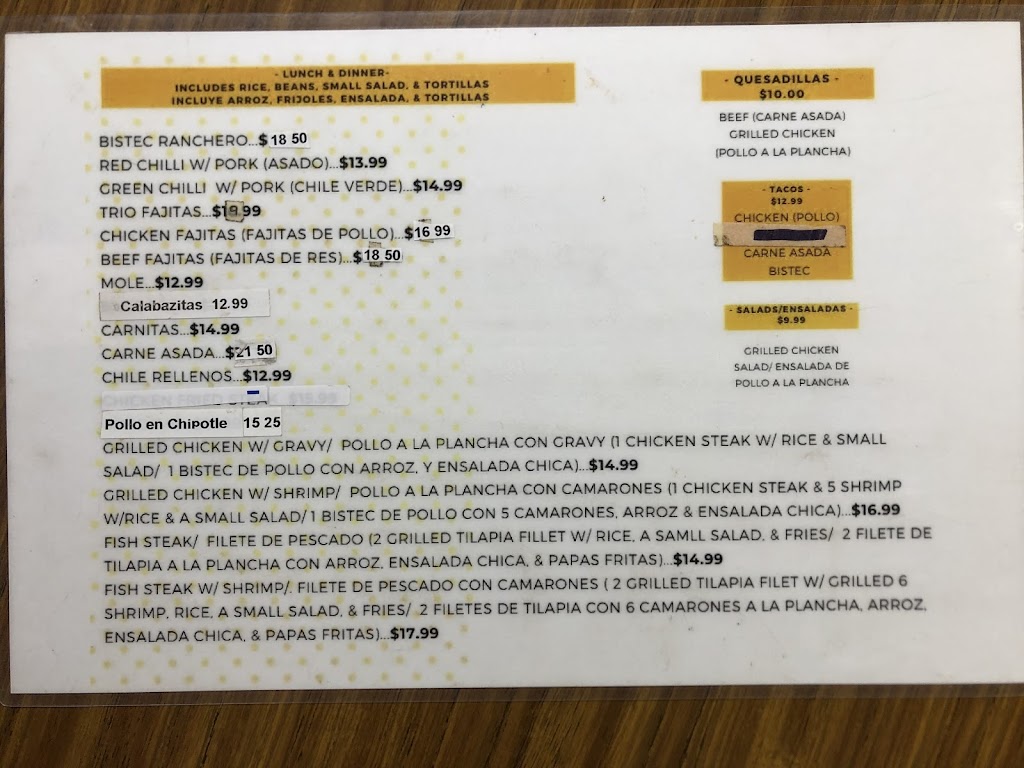 - LUNCH & DINNER-
INCLUDES RICE, BEANS, SMALL SALAD, & TORTILLAS
INCLUYE ARROZ, FRIJOLES, ENSALADA, & TORTILLAS
BISTEC RANCHERO...$ 18 50
RED CHILLI W/ PORK (ASADO)...$13.99
GREEN CHILLI W/ PORK (CHILE VERDE)...$14.99
TRIO FAJITAS...$19.99
CHICKEN FAJITAS (FAJITAS DE POLLO)...$16 99
BEEF FAJITAS (FAJITAS DE RES)...$18 50
MOLE...$12.99
Calabazitas 12.99
CARNITAS...$14.99
CARNE ASADA...$21 50
CHILE RELLENOS...$12.99
CHICKEN FRIED STEAK $19.99
Pollo en Chipotle 15 25
GRILLED CHICKEN W/ GRAVY/ POLLO A LA PLANCHA CON GRAVY (1 CHICKEN STEAK W/ RICE & SMALL
SALAD/ 1 BISTEC DE POLLO CON ARROZ, Y ENSALADA CHICA)...$14.99
GRILLED CHICKEN W/ SHRIMP/ POLLO A LA PLANCHA CON CAMARONES (1 CHICKEN STEAK & 5 SHRIMP
W/RICE & A SMALL SALAD/1 BISTEC DE POLLO CON 5 CAMARONES, ARROZ & ENSALADA CHICA)...$16.99
FISH STEAK/ FILETE DE PESCADO (2 GRILLED TILAPIA FILLET W/ RICE, A SAMLL SALAD, & FRIES/ 2 FILETE DE
TILAPIA A LA PLANCHA CON ARROZ, ENSALADA CHICA, & PAPAS FRITAS)...$14.99
FISH STEAK W/ SHRIMP/. FILETE DE PESCADO CON CAMARONES ( 2 GRILLED TILAPIA FILET W/ GRILLED 6
SHRIMP, RICE, A SMALL SALAD, & FRIES/ 2 FILETES DE TILAPIA CON 6 CAMARONES A LA PLANCHA, ARROZ,
ENSALADA CHICA, & PAPAS FRITAS)...$17.99
- QUESADILLAS -
$10.00
BEEF (CARNE ASADA)
GRILLED CHICKEN
(POLLO A LA PLANCHA)
- TACOS -
$12.99
CHICKEN (POLLO)
CARNE ASADA
BISTEC
- SALADS/ENSALADAS -
$9.99
GRILLED CHICKEN
SALAD/ ENSALADA DE
POLLO A LA PLANCHA